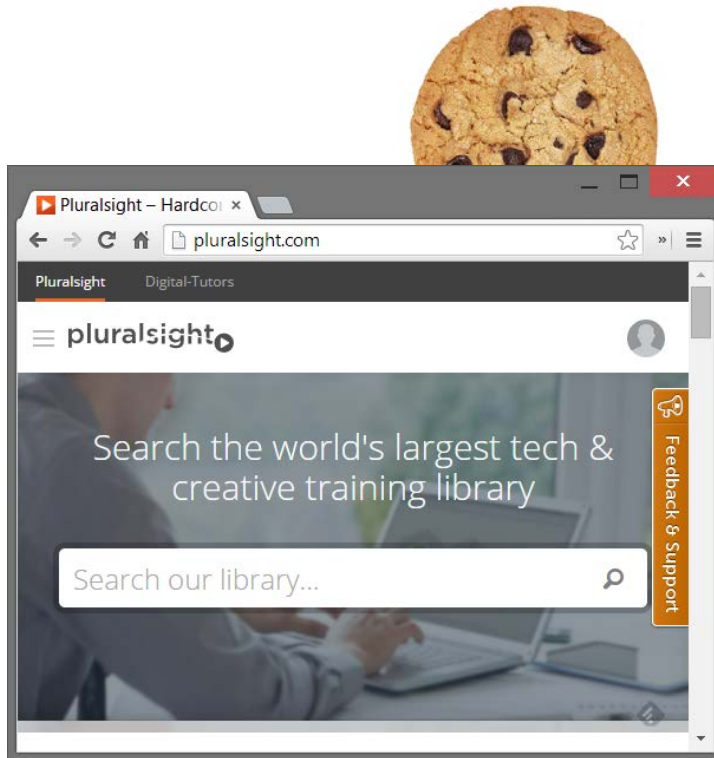 Pluralsight – Hardco
pluralsight.com
Pluralsight Digital-Tutors
pluralsight
Search the world's largest tech &
creative training library
Search our library...
Feedback & Support